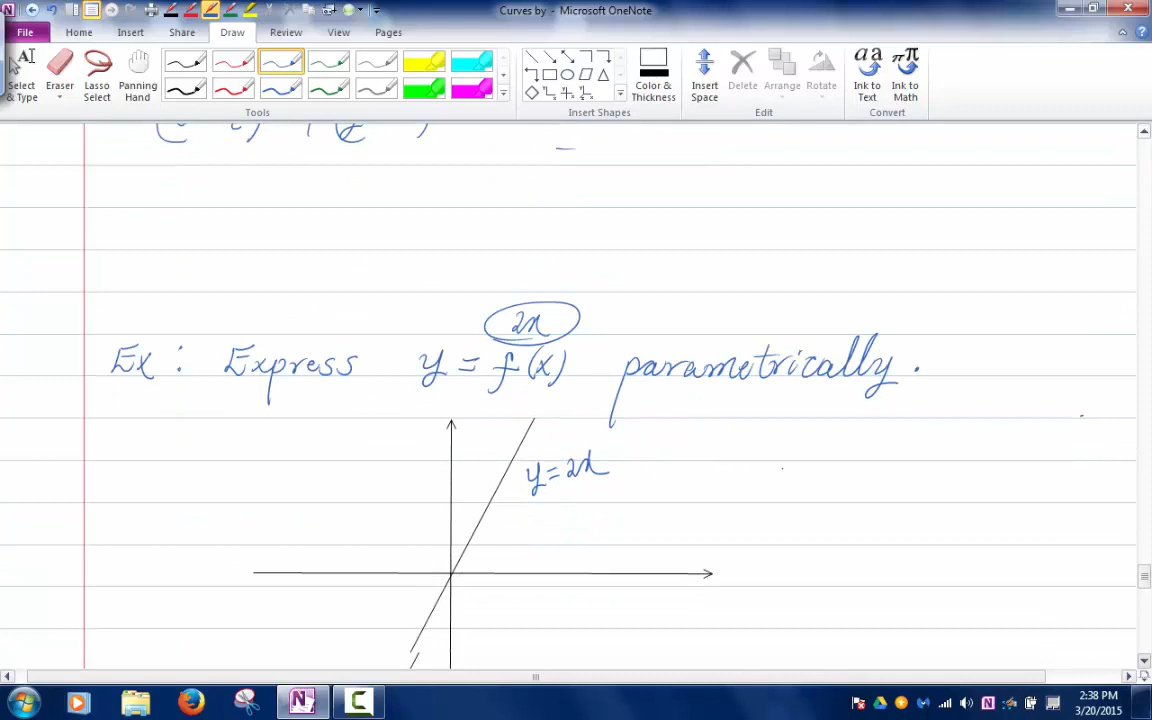 Curves by - Microsoft OneNote
File Home Insert Share Draw Review View Pages
Select & Type Eraser Lasso Select Panning Hand Color & Thickness Insert Space Delete Arrange Rotate Ink to Text Ink to Math
Tools Insert Shapes Edit Convert
2x
Ex : Express y = f(x) parametrically .
y = 2x
2:38 PM
3/20/2015